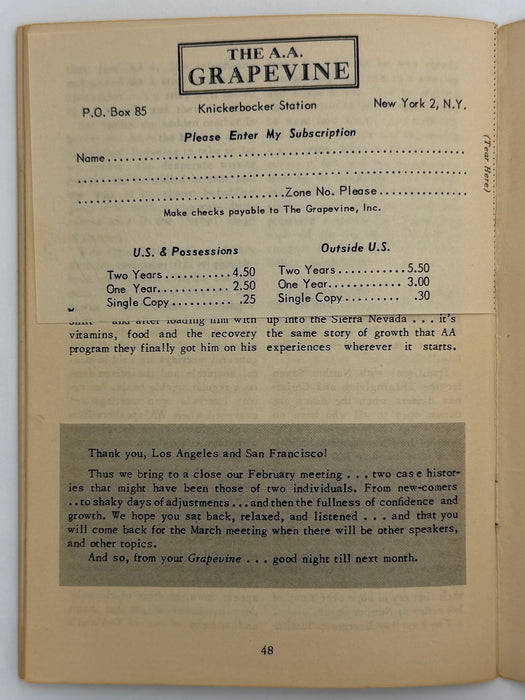 THE A.A.
GRAPEVINE
P.O. Box 85 Knickerbocker Station New York 2, N.Y.
Please Enter My Subscription
Name
Zone No. Please
(Tear Here)
Make checks payable to The Grapevine, Inc.
U.S. & Possessions
Two Years...........4.50
One Year............2.50
Single Copy.......... .25
Outside U.S.
Two Years...........5.50
One Year............3.00
Single Copy.......... .30
and after loading him with
vitamins, food and the recovery
program they finally got him on his
up into the Sierra Nevada . . . it's
the same story of growth that AA
experiences wherever it starts.
Thank you, Los Angeles and San Francisco!
Thus we bring to a close our February meeting . . . two case histor-
ies that might have been those of two individuals. From new-comers
..to shaky days of adjustments ...and then the fullness of confidence and
growth. We hope you sat back, relaxed, and listened . . . and that you
will come back for the March meeting when there will be other speakers,
and other topics.
And so, from your Grapevine . . . good night till next month.
48